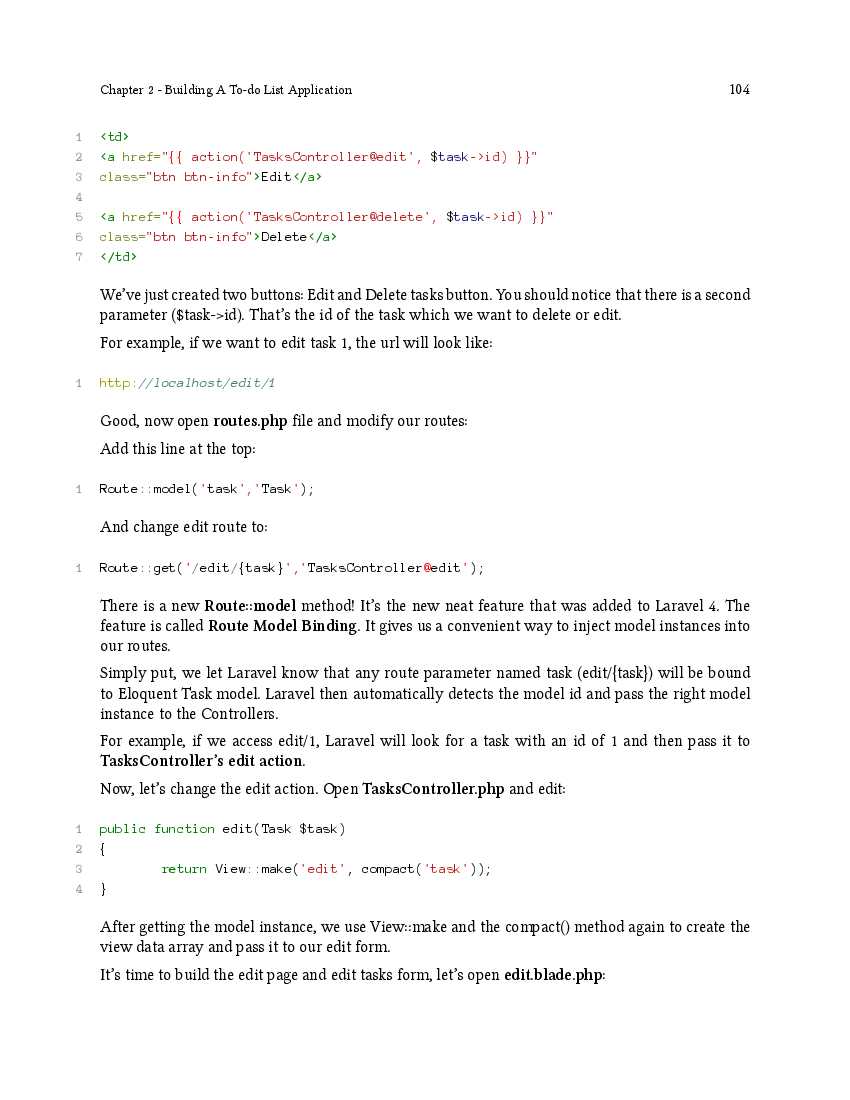 Chapter 2 - Building A To-do List Application 104
1 <td>
2 <a href="{{ action('TasksController@edit', $task->id) }}"
3 class="btn btn-info">Edit</a>
4
5 <a href="{{ action('TasksController@delete', $task->id) }}"
6 class="btn btn-info">Delete</a>
7 </td>
We've just created two buttons: Edit and Delete tasks button. You should notice that there is a second
parameter ($task->id). That's the id of the task which we want to delete or edit.
For example, if we want to edit task 1, the url will look like:
1 http://localhost/edit/1
Good, now open routes.php file and modify our routes:
Add this line at the top:
1 Route::model('task','Task');
And change edit route to:
1 Route::get('/edit/{task}','TasksController@edit');
There is a new Route::model method! It's the new neat feature that was added to Laravel 4. The
feature is called Route Model Binding. It gives us a convenient way to inject model instances into
our routes.
Simply put, we let Laravel know that any route parameter named task (edit/{task}) will be bound
to Eloquent Task model. Laravel then automatically detects the model id and pass the right model
instance to the Controllers.
For example, if we access edit/1, Laravel will look for a task with an id of 1 and then pass it to
TasksController's edit action.
Now, let's change the edit action. Open TasksController.php and edit:
1 public function edit(Task $task)
2 {
3 return View::make('edit', compact('task'));
4 }
After getting the model instance, we use View::make and the compact() method again to create the
view data array and pass it to our edit form.
It's time to build the edit page and edit tasks form, let's open edit.blade.php: